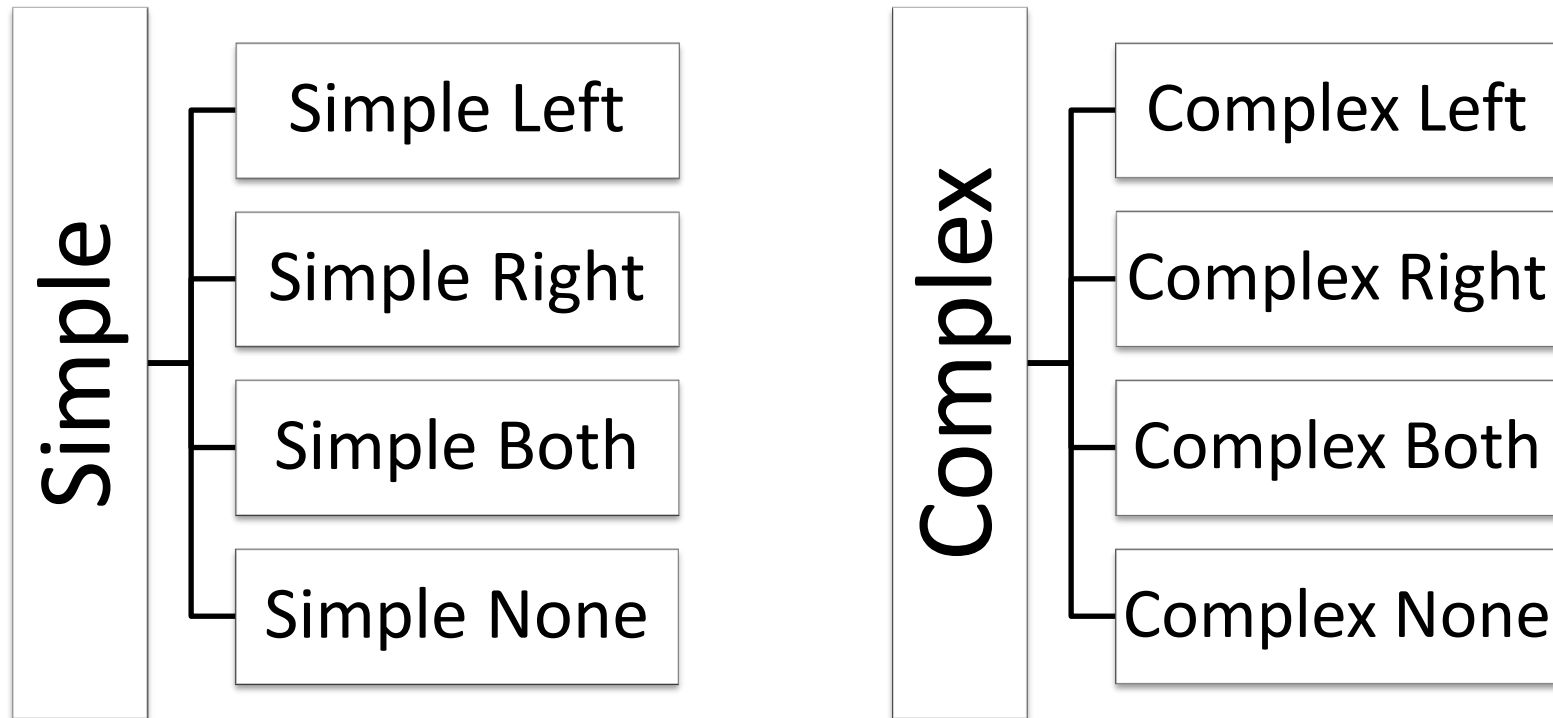 Simple
Simple Left
Simple Right
Simple Both
Simple None
Complex
Complex Left
Complex Right
Complex Both
Complex None